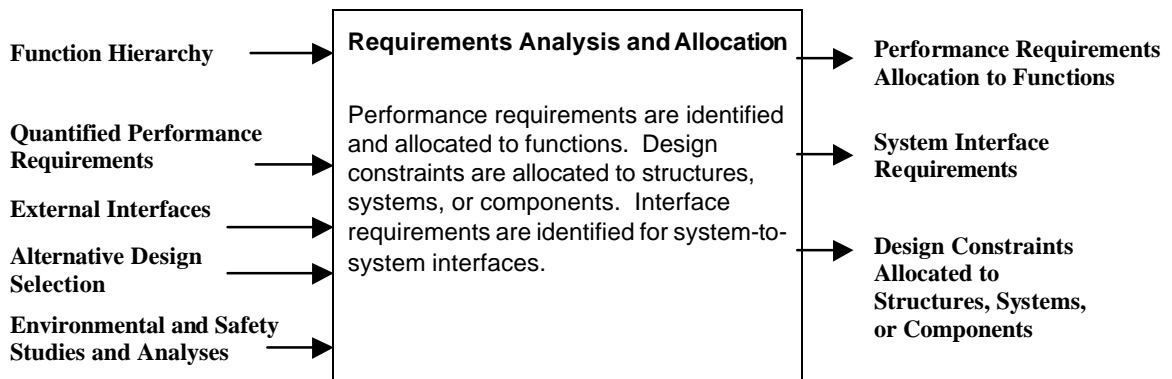 Function Hierarchy
Quantified Performance
Requirements
External Interfaces
Alternative Design
Selection
Environmental and Safety
Studies and Analyses
Requirements Analysis and Allocation
Performance requirements are identified
and allocated to functions.  Design
constraints are allocated to structures,
systems, or components.  Interface
requirements are identified for system-to-
system interfaces.
Performance Requirements
Allocation to Functions
System Interface
Requirements
Design Constraints
Allocated to
Structures, Systems,
or Components